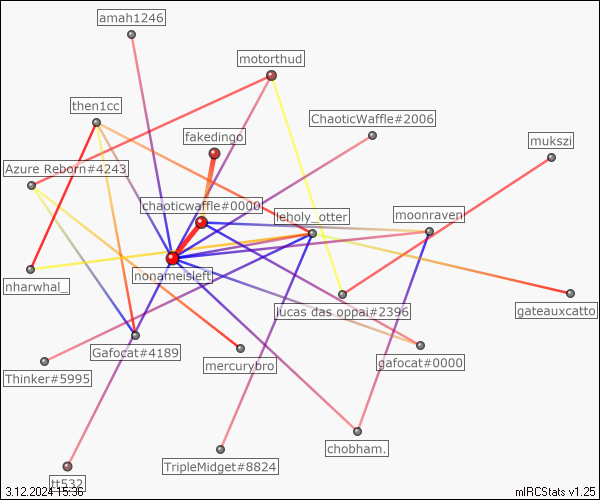 amah1246
motorthud
then1cc
ChaoticWaffle#2006
fakedingo
mukszi
Azure Reborn#4243
chaoticwaffle#0000
leholy_otter
moonraven
nonameisleft
nharwhal_
lucas das oppai#2396
gateauxcatto
Gafocat#4189
mercurybro
gafocat#0000
Thinker#5995
chobham.
TripleMidget#8824
tt532
3.12.2024 15:36
mIRCStats v1.25